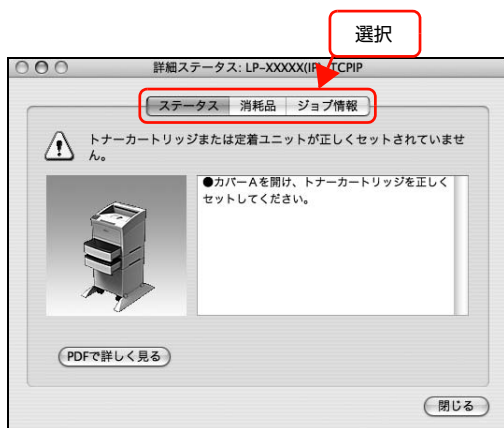 選択
詳細ステータス: LP-XXXXX(IP) TCPIP
ステータス 消耗品 ジョブ情報
トナーカートリッジまたは定着ユニットが正しくセットされていませ
ん。
●カバーAを開け、トナーカートリッジを正しく
セットしてください。
PDFで詳しく見る
閉じる